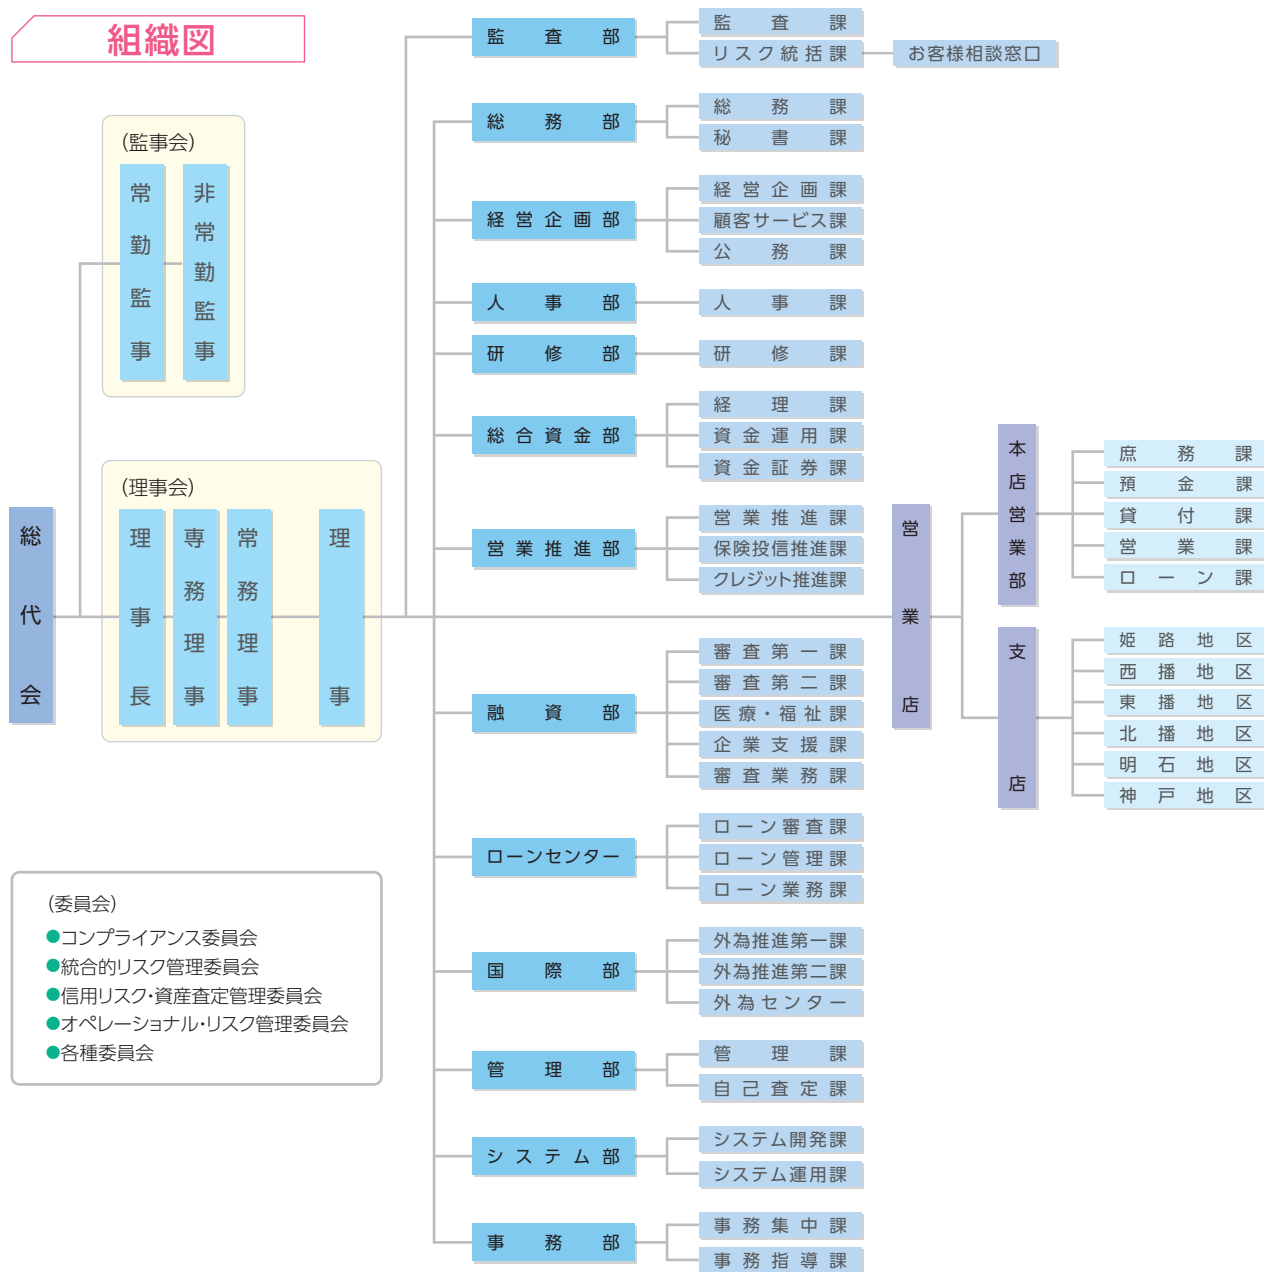 組織図
(監事会)
常勤監事
非常勤監事
総代会
(理事会)
理事長
専務理事
常務理事
理事
(委員会)
●コンプライアンス委員会
●統合的リスク管理委員会
●信用リスク・資産査定管理委員会
●オペレーショナル・リスク管理委員会
●各種委員会
監査部
監査課
リスク統括課
お客様相談窓口
総務部
総務課
秘書課
経営企画部
経営企画課
顧客サービス課
公務課
人事部
人事課
研修部
研修課
総合資金部
経理課
資金運用課
資金証券課
営業推進部
営業推進課
保険投信推進課
クレジット推進課
融資部
審査第一課
審査第二課
医療・福祉課
企業支援課
審査業務課
ローンセンター
ローン審査課
ローン管理課
ローン業務課
国際部
外為推進第一課
外為推進第二課
外為センター
管理部
管理課
自己査定課
システム部
システム開発課
システム運用課
事務部
事務集中課
事務指導課
営業店
本店営業部
庶務課
預金課
貸付課
営業課
ローン課
支店
姫路地区
西播地区
東播地区
北播地区
明石地区
神戸地区